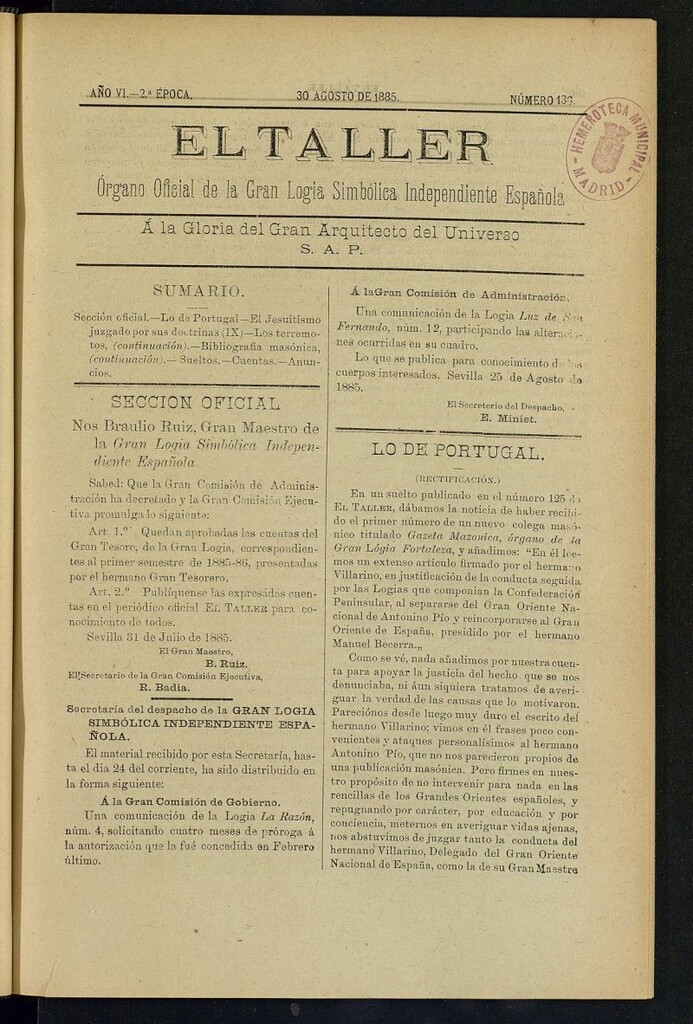 AÑO VI.—2.ª ÉPOCA.
30 AGOSTO DE 1885.
NÚMERO
EL TALLER
HEMEROTECA MUNICIPAL
MADRID
Órgano Oficial de la Gran Logia Simbólica Independiente Española
Á la Gloria del Gran Arquitecto del Universo
S. A. P.
SUMARIO.
Sección oficial.—Lo de Portugal—El Jesuitismo
juzgado por sus doctrinas (IX)—Los terremo-
tos, (continuación).—Bibliografía masónica,
(continuación).— Sueltos.—Cuentas.—Anun-
cios.
SECCION OFICIAL
Nos Braulio Ruiz, Gran Maestro de
la Gran Logia Simbólica Indepen-
diente Española
Sabed: Que la Gran Comisión de Adminis-
tración ha decretado y la Gran Comisión Ejecu-
tiva promulga lo siguiente:
Art 1.º Quedan aprobadas las cuentas del
Gran Tesoro, de la Gran Logia, correspondien-
tes al primer semestre de 1885-86, presentadas
por el hermano Gran Tesorero.
Art. 2.º Publíquense las expresadas cuen-
tas en el periódico oficial EL TALLER para co-
nocimiento de todos.
Sevilla 31 de Julio de 1885.
El Gran Maestro,
B. Ruiz.
El Secretario de la Gran Comisión Ejecutiva,
R. Badia.
Secretaría del despacho de la GRAN LOGIA
SIMBÓLICA INDEPENDIENTE ESPA-
ÑOLA.
El material recibido por esta Secretaría, has-
ta el dia 24 del corriente, ha sido distribuido en
la forma siguiente:
Á la Gran Comisión de Gobierno.
Una comunicación de la Logia La Razón,
núm. 4, solicitando cuatro meses de próroga á
la autorización que la fué concedida en Febrero
último.
Á la Gran Comisión de Administración.
Una comunicación de la Logia Luz de San
Fernando, núm. 12, participando las alteracio-
nes ocurridas en su cuadro.
Lo que se publica para conocimiento de los
cuerpos interesados. Sevilla 25 de Agosto de
1885.
El Secreterio del Despacho,
E. Miniet.
LO DE PORTUGAL.
(RECTIFICACIÓN.)
En un suelto publicado en el número 125 de
EL TALLER, dábamos la noticia de haber recibi-
do el primer número de un nuevo colega masó-
nico titulado Gazeta Mazonica, órgano de la
Gran Lógia Fortaleza, y añadimos: "En él lee-
mos un extenso artículo firmado por el hermano
Villarino, en justificación de la conducta seguida
por las Logias que componian la Confederación
Peninsular, al separarse del Gran Oriente Na-
cional de Antonino Pío y reincorporarse al Gran
Oriente de España, presidido por el hermano
Manuel Becerra.„
Como se vé, nada añadimos por nuestra cuen-
ta para apoyar la justicia del hecho que se nos
denunciaba, ni áun siquiera tratamos de averi-
guar la verdad de las causas que lo motivaron.
Pareciónos desde luego muy duro el escrito del
hermano Villarino; vimos en él frases poco con-
venientes y ataques personalísimos al hermano
Antonino Pío, que no nos parecieron propios de
una publicación masónica. Pero firmes en nues-
tro propósito de no intervenir para nada en las
rencillas de los Grandes Orientes españoles, y
repugnando por carácter, por educación y por
conciencia, meternos en averiguar vidas ajenas,
nos abstuvimos de juzgar tanto la conducta del
hermano Villarino, Delegado del Gran Oriente
Nacional de España, como la de su Gran Maestre